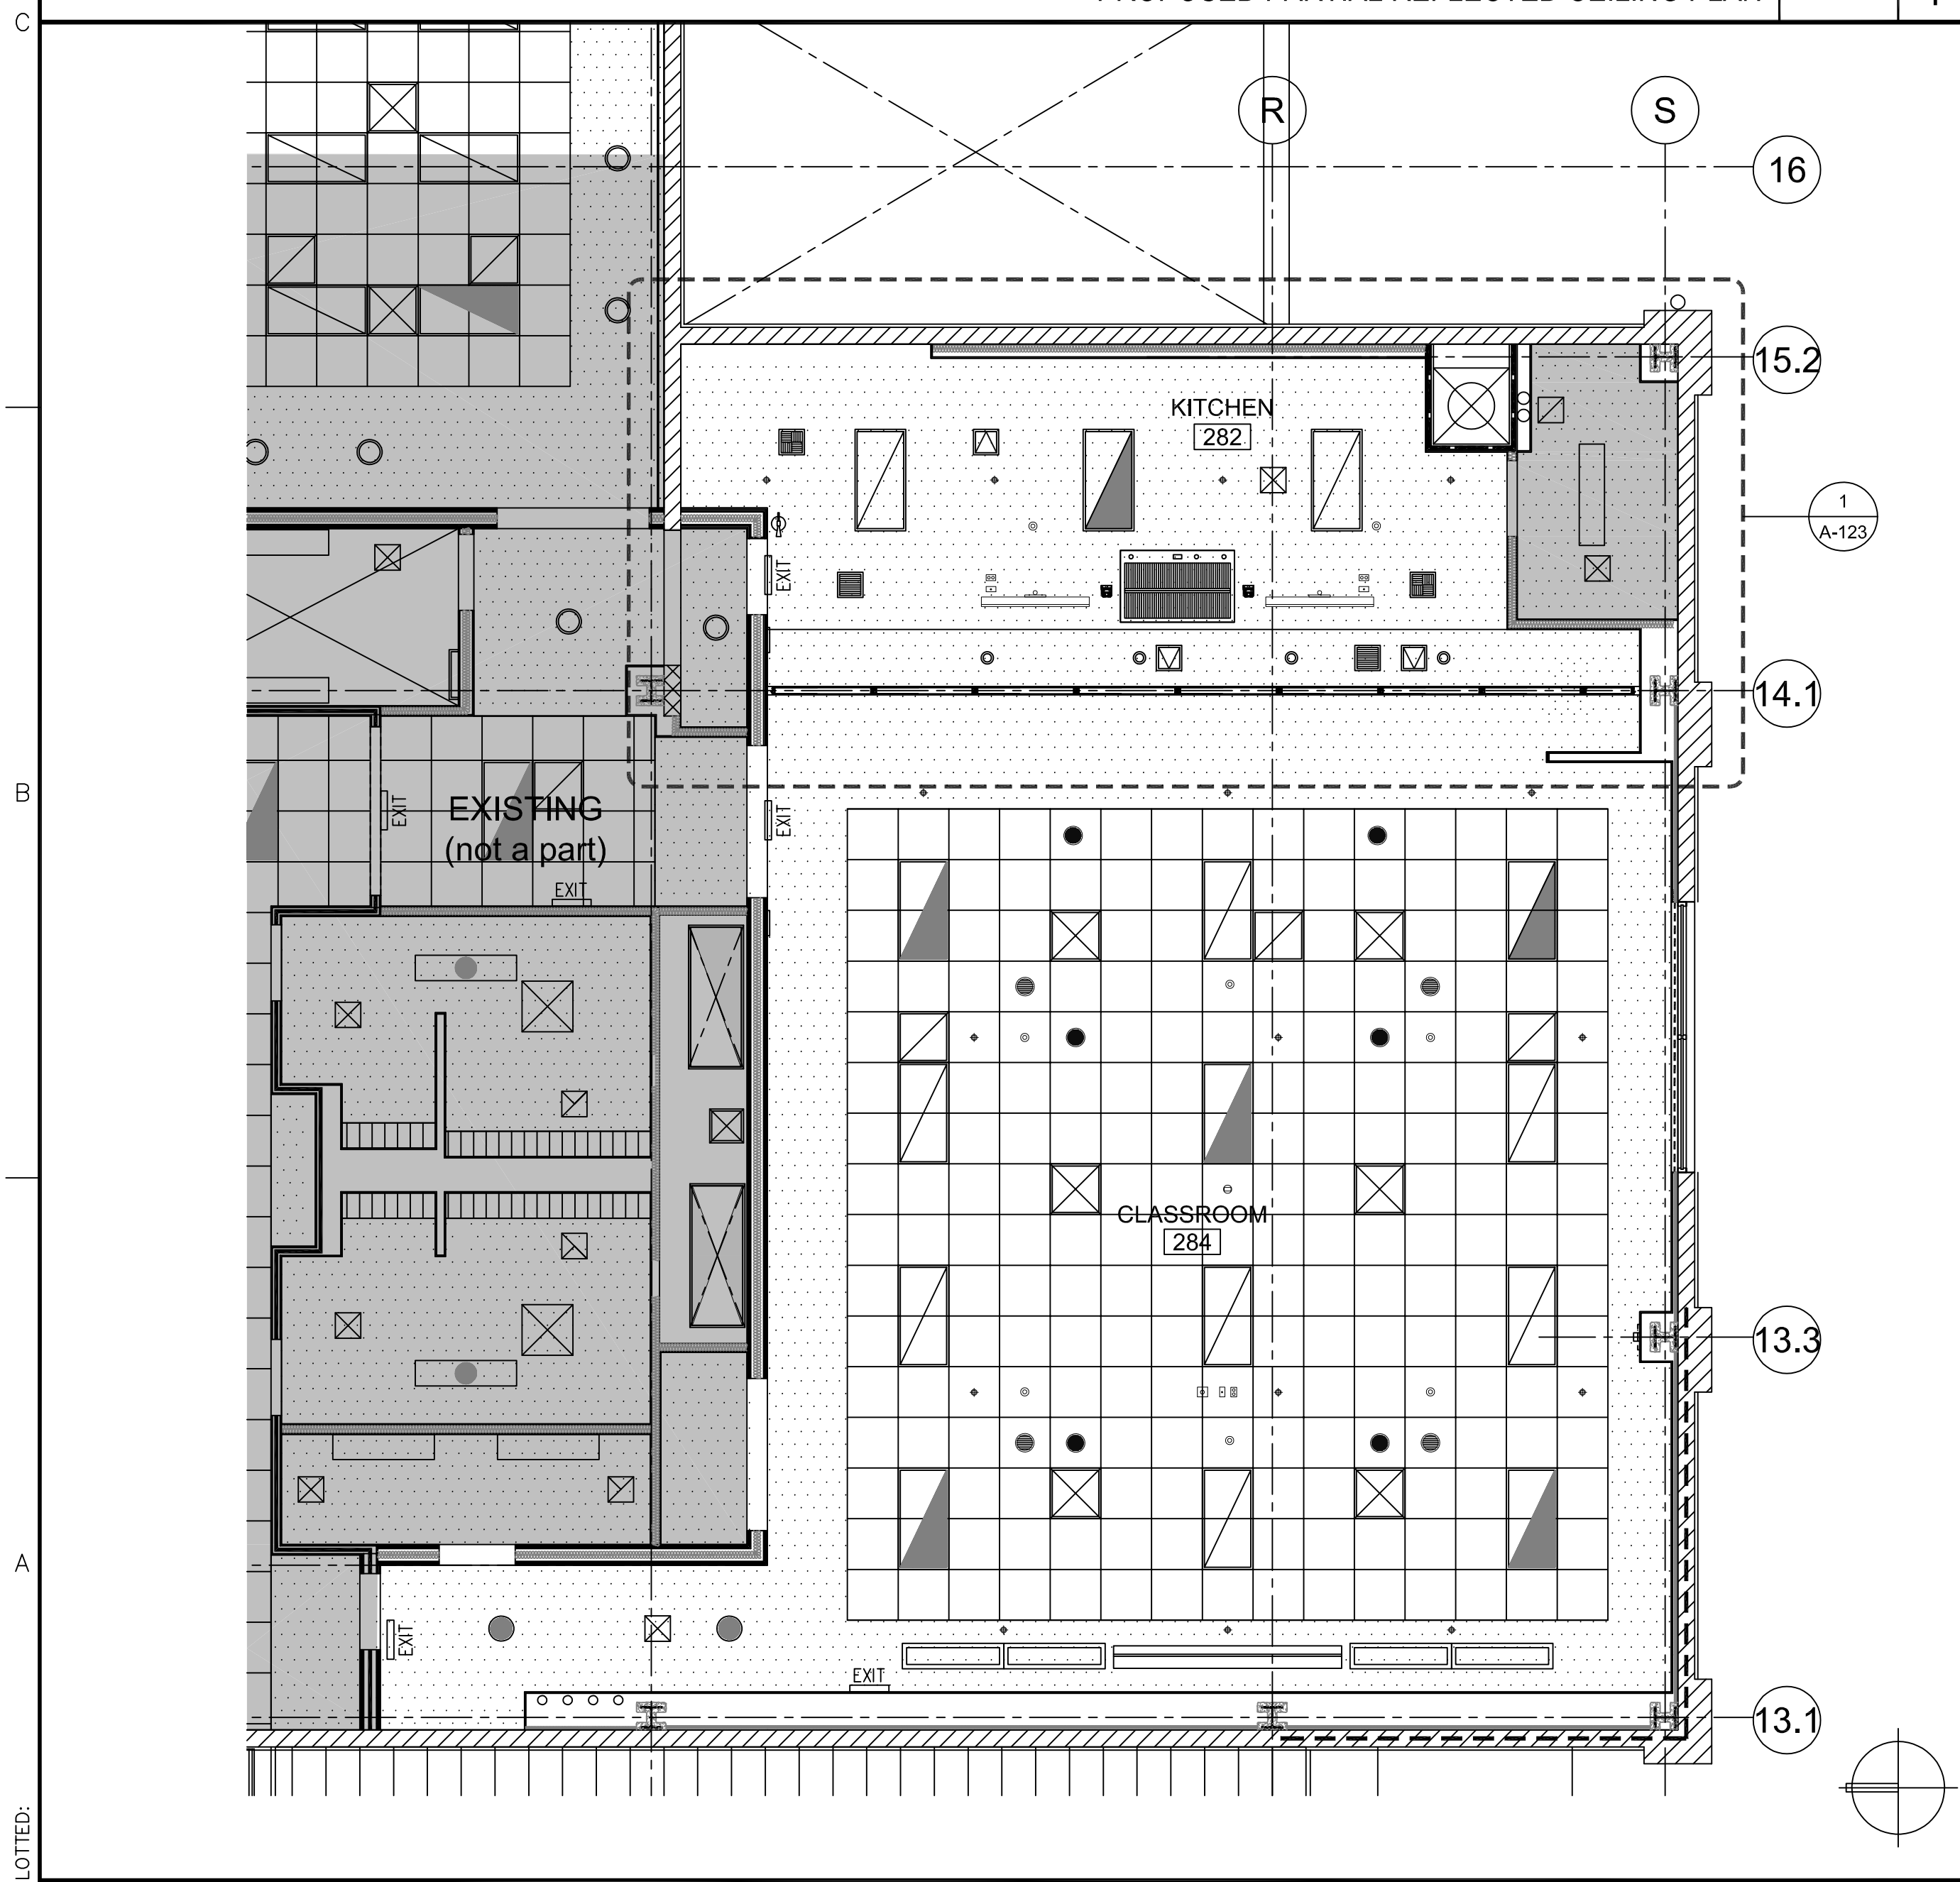 C
R
S
16
15.2
KITCHEN
282
1
A-123
EXIT
14.1
B
EXISTING
(not a part)
EXIT
EXIT
EXIT
CLASSROOM
284
13.3
A
EXIT
EXIT
13.1
LOTTED: